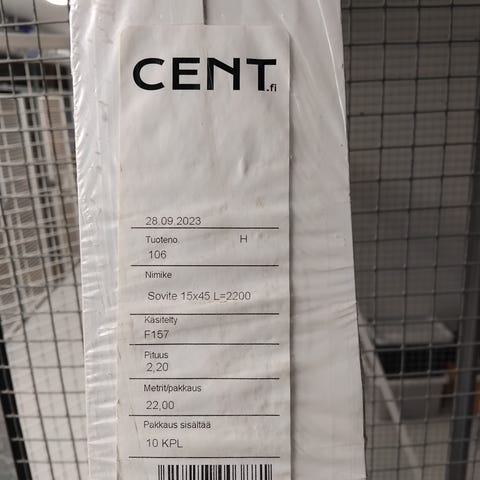 CENT.fi
28.09.2023
Tuoteno. H
106
Nimike
Sovite 15x45 L=2200
Käsitelty
F157
Pituus
2,20
Metrit/pakkaus
22,00
Pakkaus sisältää
10 KPL